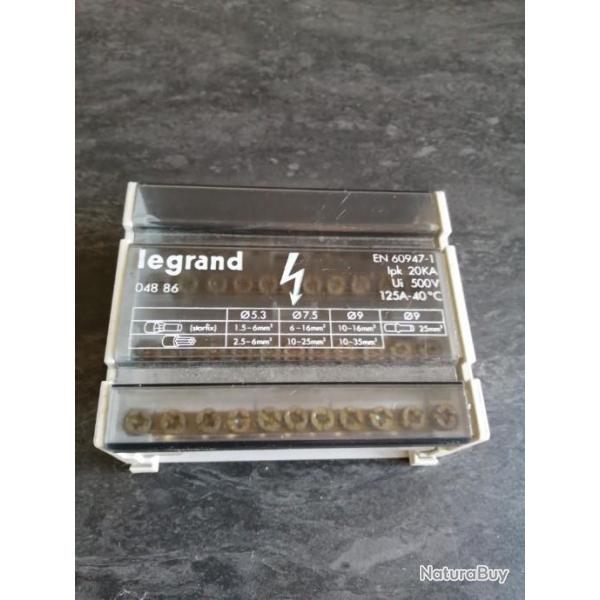 legrand
048 86
EN 60947-1
Ipk 20KA
Ui 500V
125A-40°C
Ø5.3 Ø7.5 Ø9 Ø9
(starfix) 1.5-6mm² 6-16mm² 10-16mm² 25mm²
2.5-6mm² 10-25mm² 10-35mm²
NaturaBuy